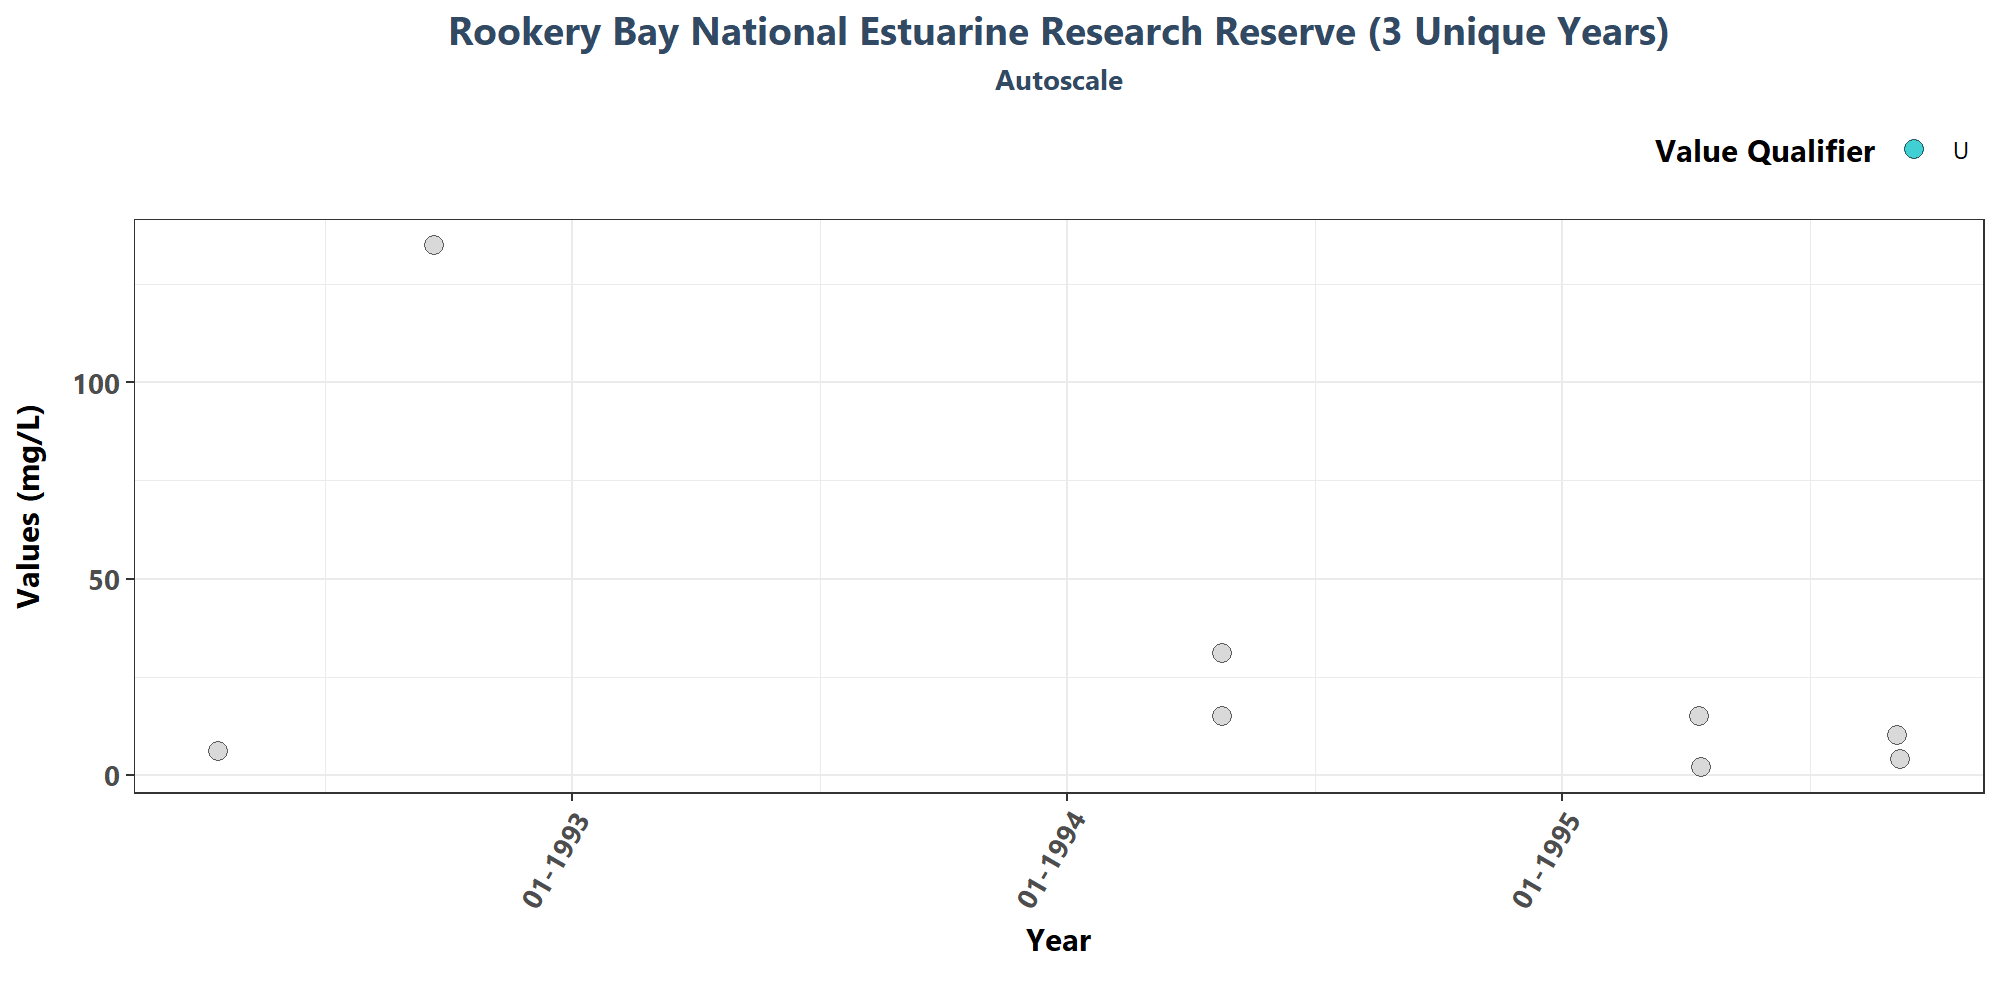 Rookery Bay National Estuarine Research Reserve (3 Unique Years)
Autoscale
Value Qualifier U
Values (mg/L)
100
50
0
01-1993
01-1994
01-1995
Year